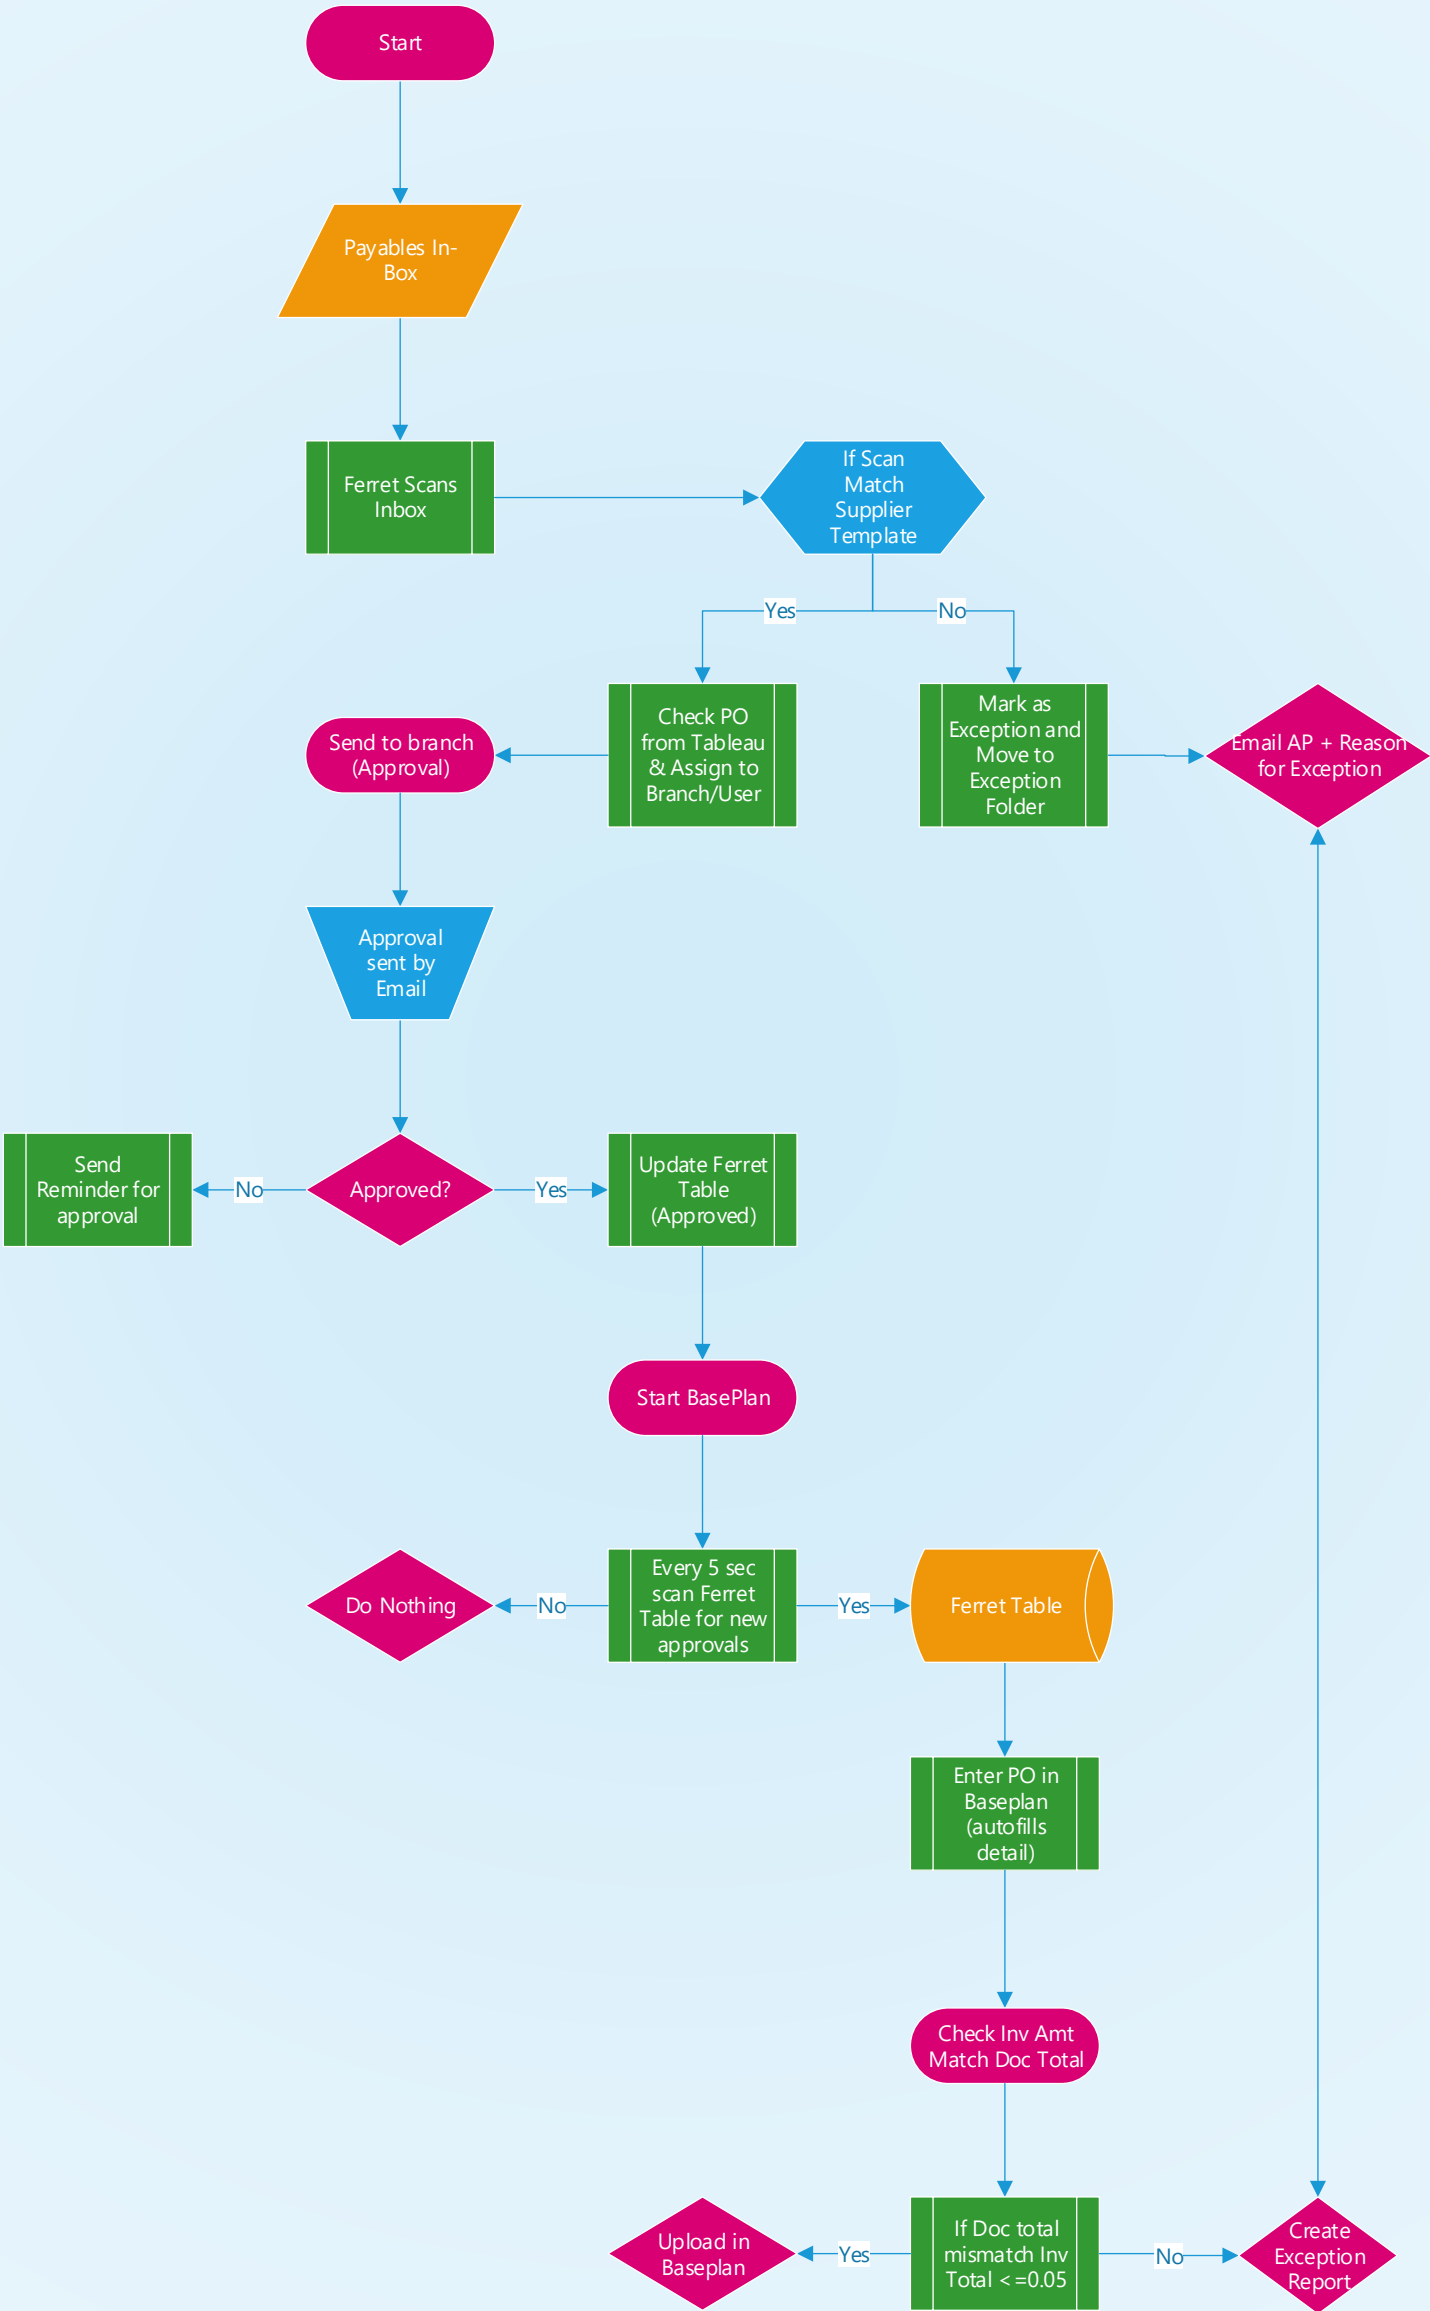 Start
Payables In-
Box
Ferret Scans
Inbox
If Scan
Match
Supplier
Template
Yes
No
Send to branch
(Approval)
Check PO
from Tableau
& Assign to
Branch/User
Mark as
Exception and
Move to
Exception
Folder
Email AP + Reason
for Exception
Approval
sent by
Email
Send
Reminder for
approval
No
Approved?
Yes
Update Ferret
Table
(Approved)
Start BasePlan
Do Nothing
No
Every 5 sec
scan Ferret
Table for new
approvals
Yes
Ferret Table
Enter PO in
Baseplan
(autofills
detail)
Check Inv Amt
Match Doc Total
Upload in
Baseplan
Yes
If Doc total
mismatch Inv
Total <=0.05
No
Create
Exception
Report